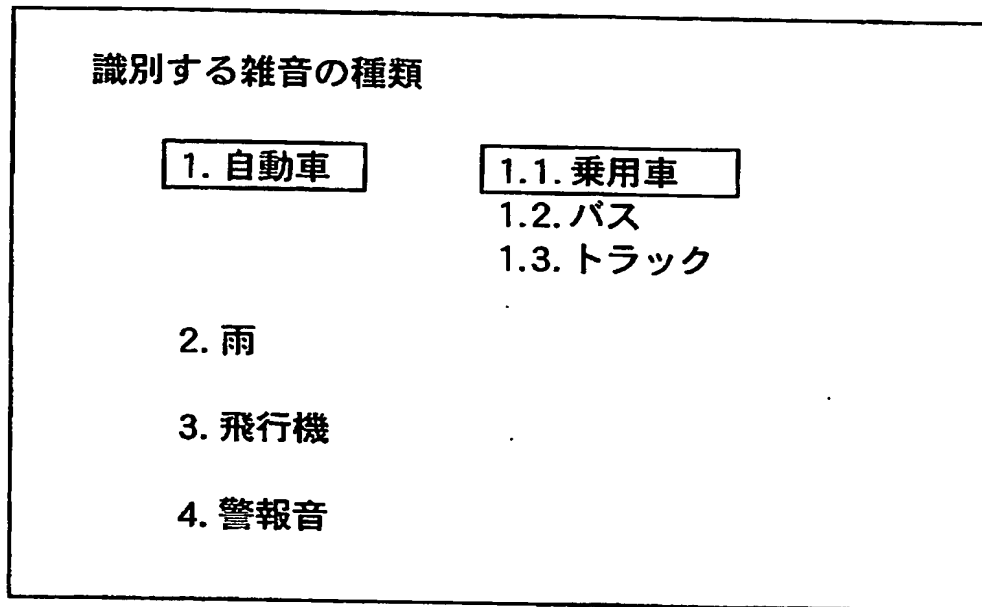 識別する雑音の種類
1. 自動車
1.1. 乗用車
1.2. バス
1.3. トラック
2. 雨
3. 飛行機
4. 警報音